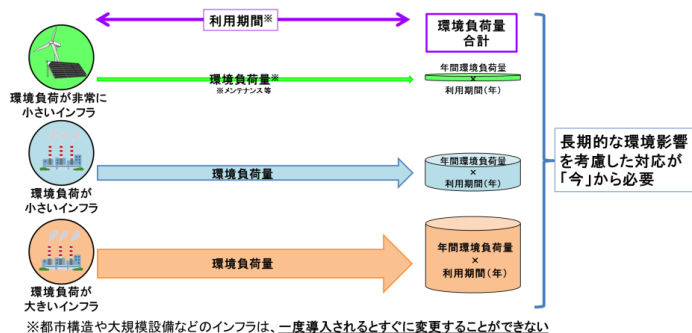 利用期間※
環境負荷量
合計
環境負荷が非常に
小さいインフラ
環境負荷量※
※メンテナンス等
年間環境負荷量
×
利用期間(年)
環境負荷が
小さいインフラ
環境負荷量
年間環境負荷量
×
利用期間(年)
環境負荷が
大きいインフラ
環境負荷量
年間環境負荷量
×
利用期間(年)
長期的な環境影響
を考慮した対応が
「今」から必要
※都市構造や大規模設備などのインフラは、一度導入されるとすぐに変更することができない